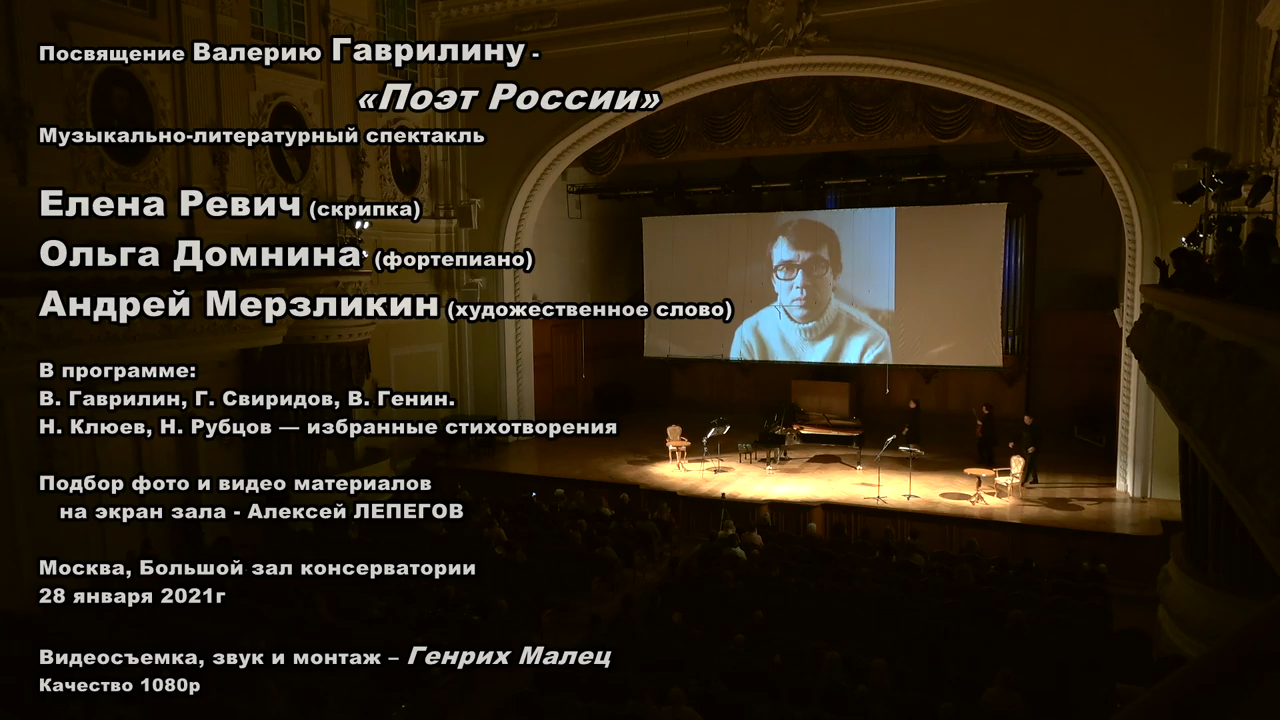 Посвящение Валерию Гаврилину -
«Поэт России»
Музыкально-литературный спектакль
Елена Ревич (скрипка)
Ольга Домнина (фортепиано)
Андрей Мерзликин (художественное слово)
В программе:
В. Гаврилин, Г. Свиридов, В. Генин.
Н. Клюев, Н. Рубцов — избранные стихотворения
Подбор фото и видео материалов
на экран зала - Алексей ЛЕПЕГОВ
Москва, Большой зал консерватории
28 января 2021г
Видеосъемка, звук и монтаж – Генрих Малец
Качество 1080p